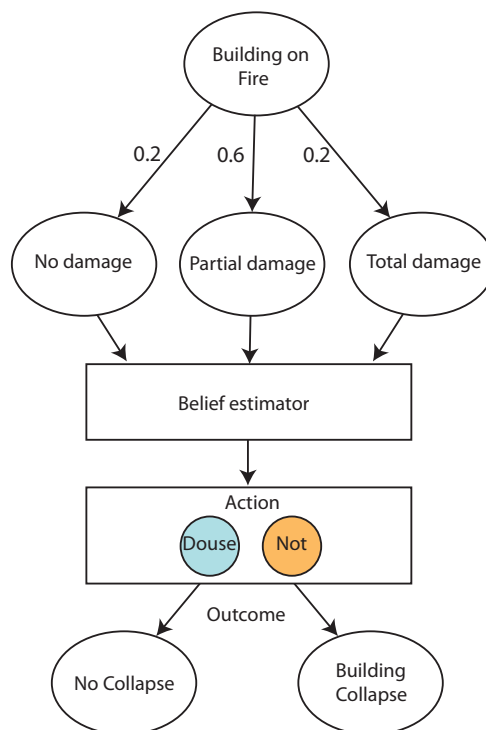 Building on
Fire
0.2
0.6
0.2
No damage
Partial damage
Total damage
Belief estimator
Action
Douse
Not
Outcome
No Collapse
Building
Collapse